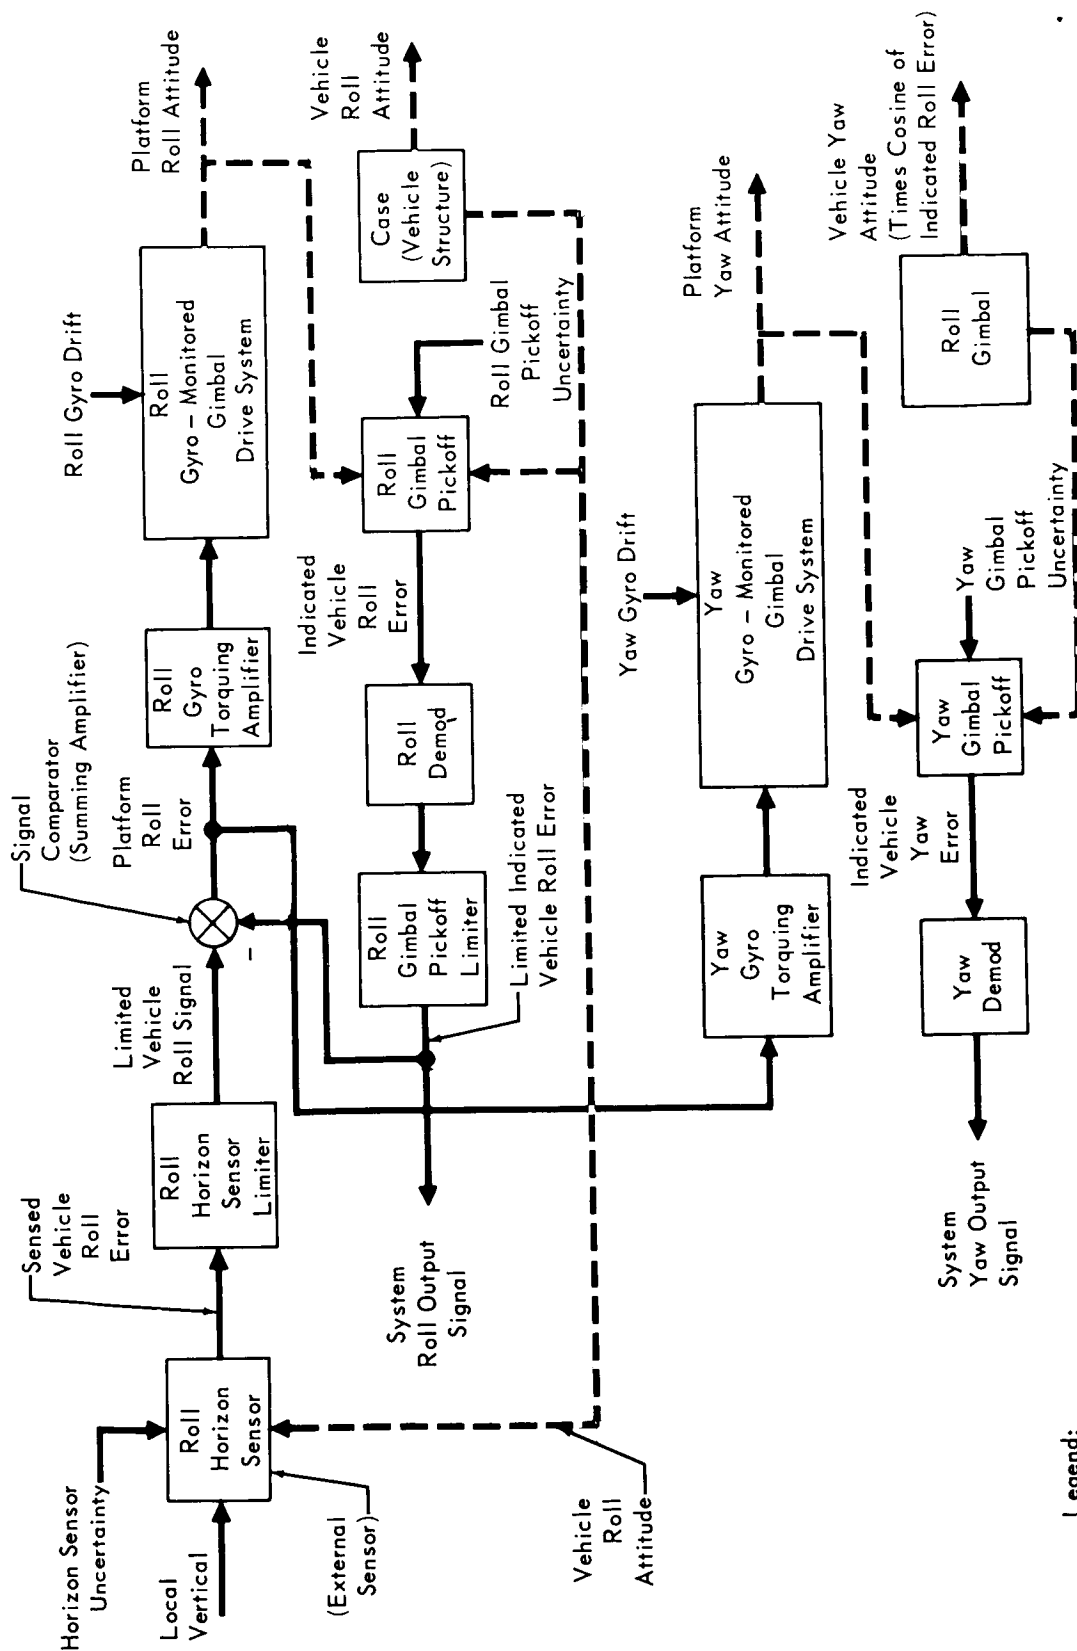 Horizon Sensor
Uncertainty
Local
Vertical
Roll
Horizon
Sensor
(External
Sensor)
Sensed
Vehicle
Roll
Error
Roll
Horizon
Sensor
Limiter
Limited
Vehicle
Roll Signal
Signal
Comparator
(Summing Amplifier)
-
Platform
Roll
Error
Roll
Gyro
Torquing
Amplifier
Roll Gyro Drift
Roll
Gyro - Monitored
Gimbal
Drive System
Platform
Roll Attitude
Vehicle
Roll
Attitude
System
Roll Output
Signal
Roll
Gimbal
Pickoff
Limiter
Limited Indicated
Vehicle Roll Error
Roll
Demod
Indicated
Vehicle
Roll
Error
Roll
Gimbal
Pickoff
Roll Gimbal
Pickoff
Uncertainty
Case
(Vehicle
Structure)
Vehicle
Roll
Attitude
Yaw
Gyro
Torquing
Amplifier
Yaw Gyro Drift
Yaw
Gyro - Monitored
Gimbal
Drive System
Platform
Yaw Attitude
System
Yaw Output
Signal
Yaw
Demod
Indicated
Vehicle
Yaw
Error
Yaw
Gimbal
Pickoff
Yaw
Gimbal
Pickoff
Uncertainty
Roll
Gimbal
Vehicle Yaw
Attitude
(Times Cosine of
Indicated Roll Error)
Legend: